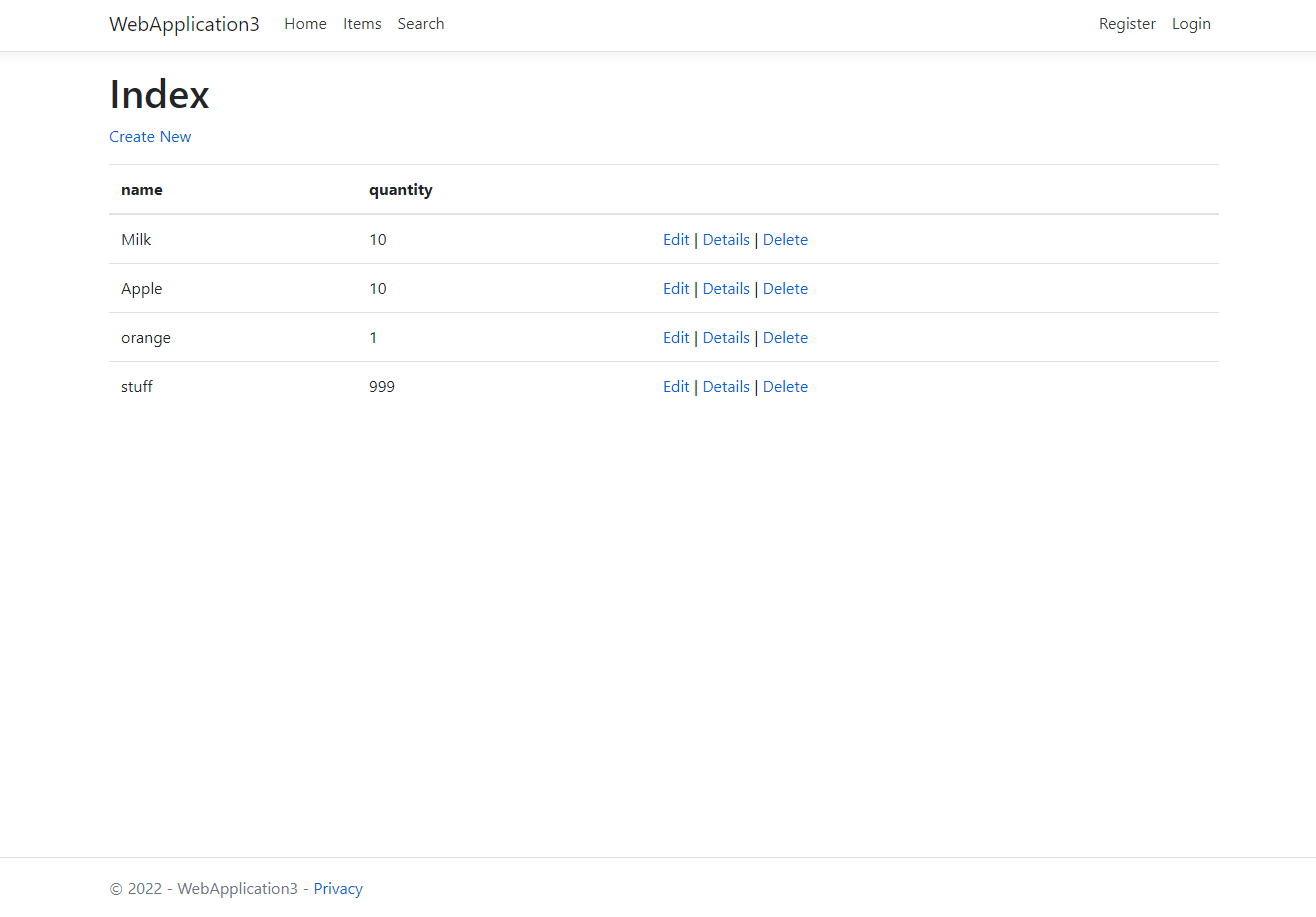 WebApplication3 Home Items Search Register Login
Index
Create New
name quantity
Milk 10 Edit | Details | Delete
Apple 10 Edit | Details | Delete
orange 1 Edit | Details | Delete
stuff 999 Edit | Details | Delete
© 2022 - WebApplication3 - Privacy